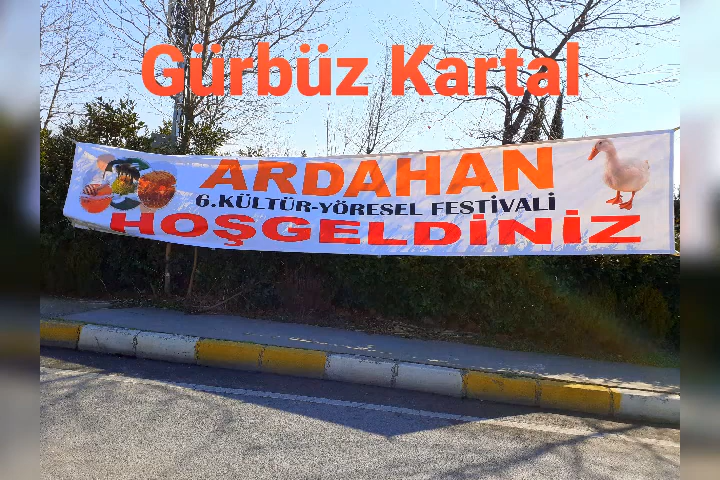 Gürbüz Kartal
ARDAHAN
6.KÜLTÜR-YÖRESEL FESTİVALİ
HOŞGELDİNİZ